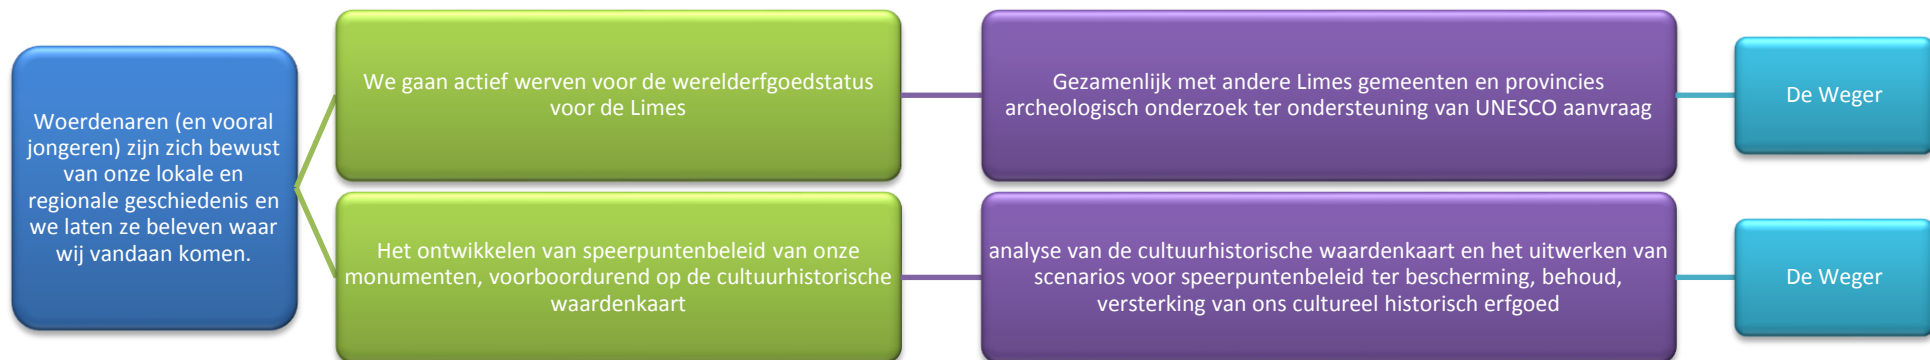 Woerdenaren (en vooral
jongeren) zijn zich bewust
van onze lokale en
regionale geschiedenis en
we laten ze beleven waar
wij vandaan komen.
We gaan actief werven voor de werelderfgoedstatus
voor de Limes
Gezamenlijk met andere Limes gemeenten en provincies
archeologisch onderzoek ter ondersteuning van UNESCO aanvraag
De Weger
Het ontwikkelen van speerpuntenbeleid van onze
monumenten, voorboordurend op de cultuurhistorische
waardenkaart
analyse van de cultuurhistorische waardenkaart en het uitwerken van
scenarios voor speerpuntenbeleid ter bescherming, behoud,
versterking van ons cultureel historisch erfgoed
De Weger